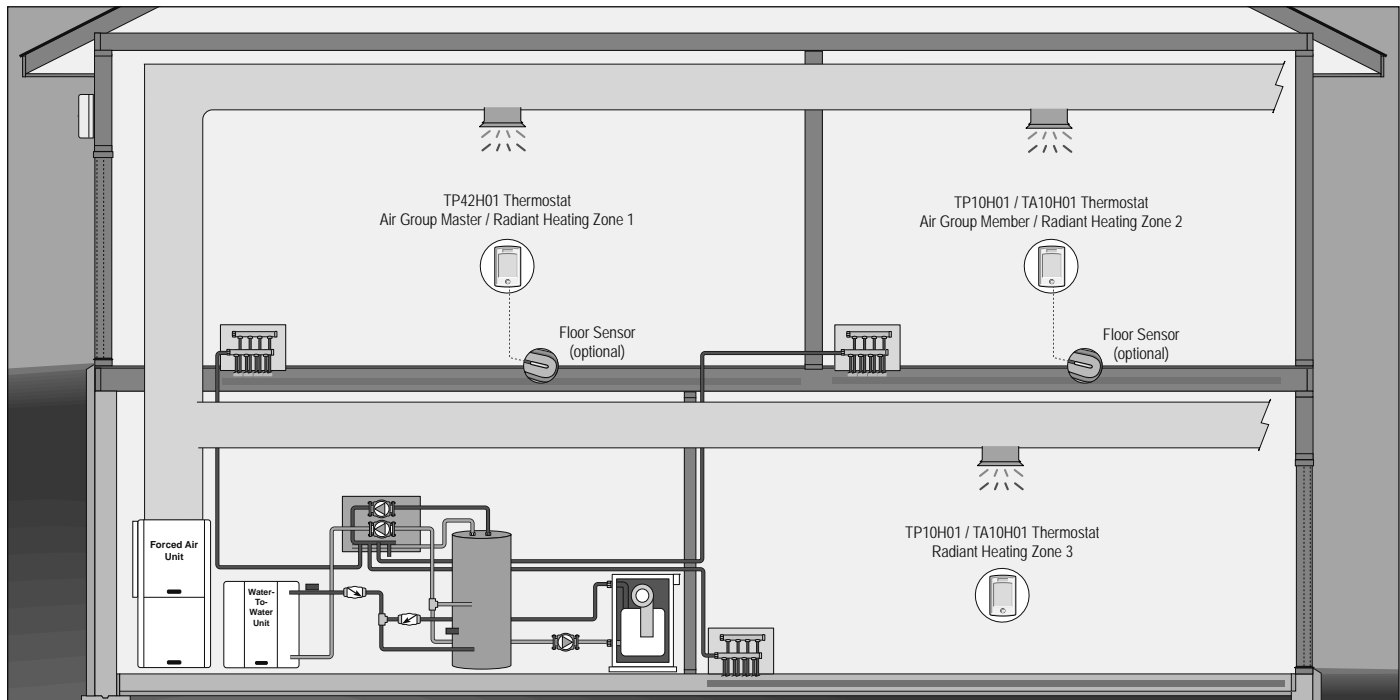 TP42H01 Thermostat
Air Group Master / Radiant Heating Zone 1
TP10H01 / TA10H01 Thermostat
Air Group Member / Radiant Heating Zone 2
Floor Sensor
(optional)
Floor Sensor
(optional)
Forced Air
Unit
Water-
To-
Water
Unit
TP10H01 / TA10H01 Thermostat
Radiant Heating Zone 3